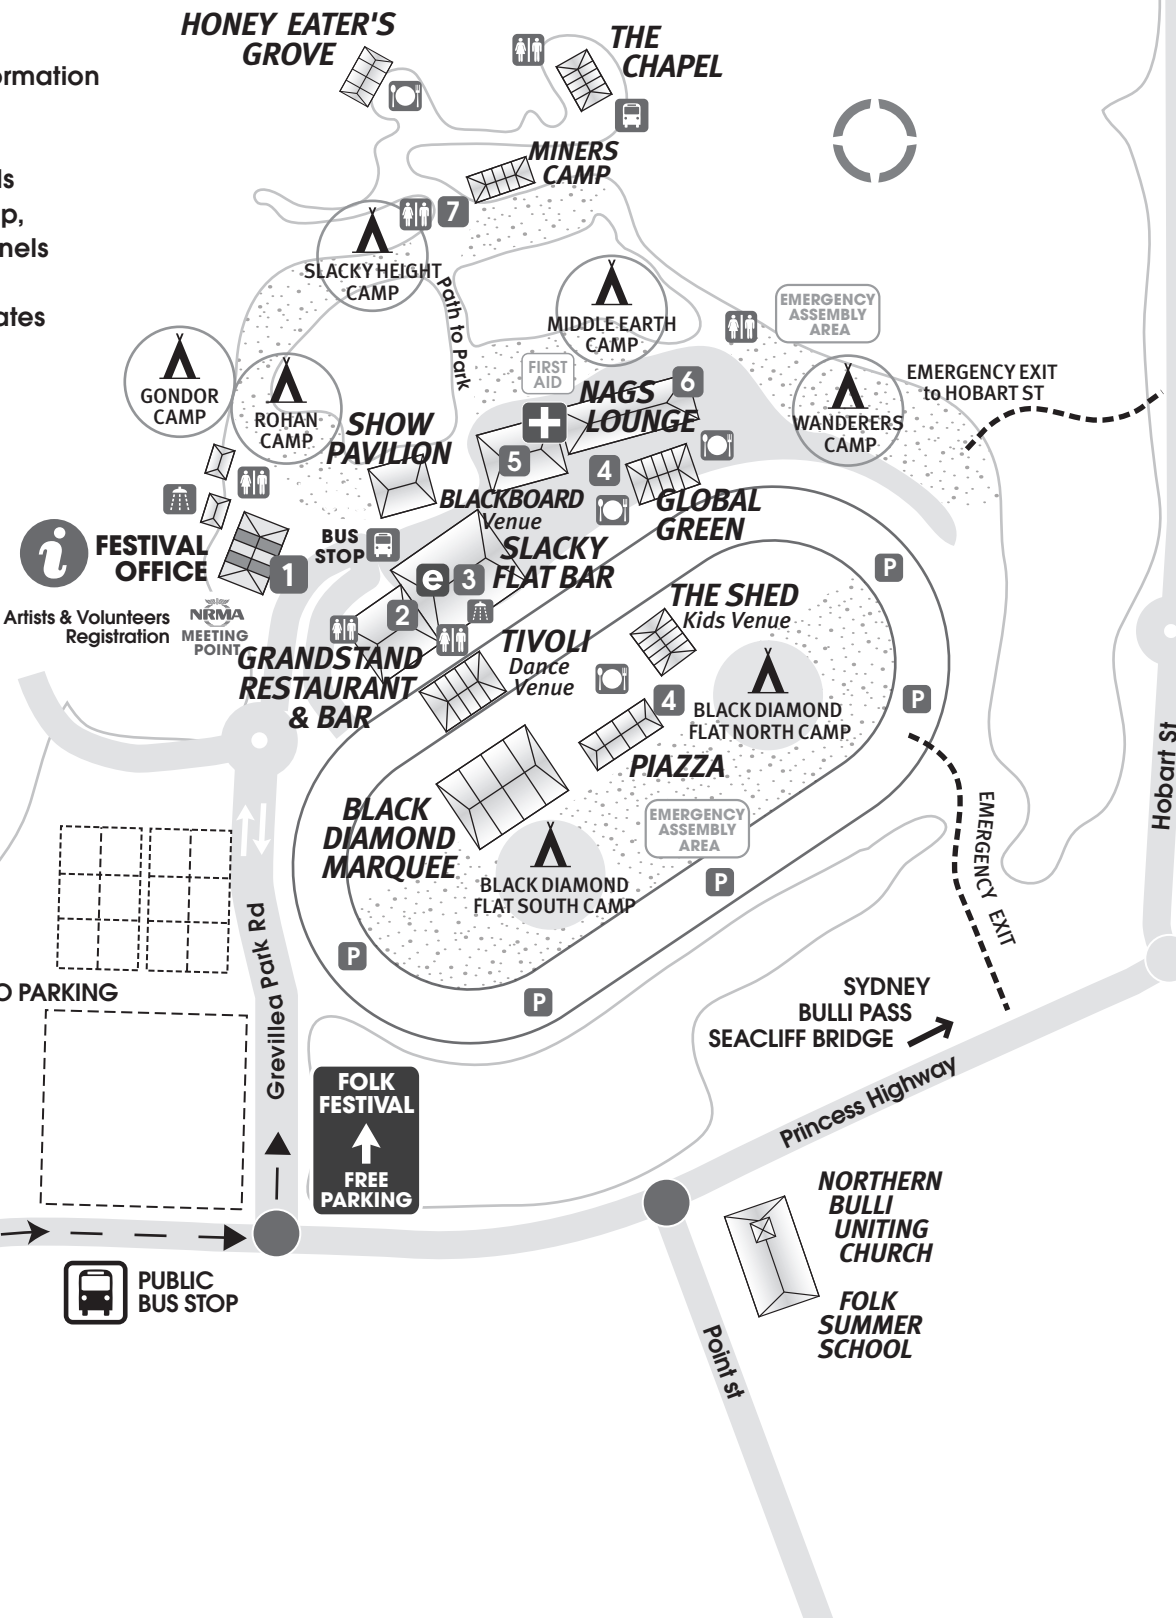 HONEY EATER'S
GROVE
THE
CHAPEL
ormation
MINERS
CAMP
ls
p,
nels
7
SLACKY HEIGHT
CAMP
Path to Park
ates
MIDDLE EARTH
CAMP
EMERGENCY
ASSEMBLY
AREA
GONDOR
CAMP
ROHAN
CAMP
FIRST
AID
NAGS
LOUNGE
6
EMERGENCY EXIT
to HOBART ST
WANDERERS
CAMP
SHOW
PAVILION
5
4
BLACKBOARD
Venue
GLOBAL
GREEN
i
FESTIVAL
OFFICE
1
BUS
STOP
SLACKY
FLAT BAR
e
3
2
P
Artists & Volunteers
Registration
NRMA
MEETING
POINT
GRANDSTAND
RESTAURANT
& BAR
TIVOLI
Dance
Venue
THE SHED
Kids Venue
4
BLACK DIAMOND
FLAT NORTH CAMP
P
PIAZZA
BLACK
DIAMOND
MARQUEE
EMERGENCY
ASSEMBLY
AREA
BLACK DIAMOND
FLAT SOUTH CAMP
P
P
P
EMERGENCY EXIT
Hobart St
Grevillea Park Rd
O PARKING
SYDNEY
BULLI PASS
SEACLIFF BRIDGE
Princess Highway
FOLK
FESTIVAL
FREE
PARKING
PUBLIC
BUS STOP
NORTHERN
BULLI
UNITING
CHURCH
FOLK
SUMMER
SCHOOL
Point st